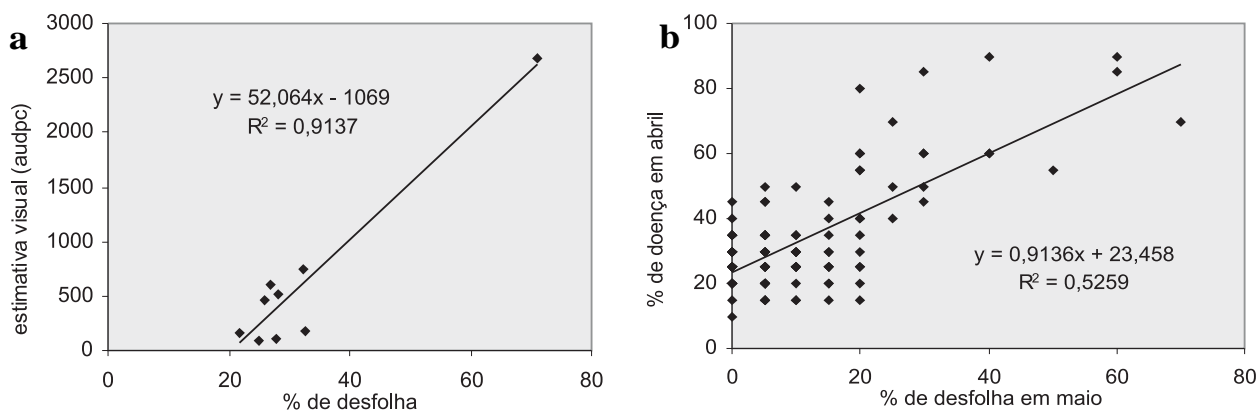 a
3000
2500
2000
1500
1000
500
0
estimativa visual (audpc)
y = 52,064x - 1069
R² = 0,9137
0 20 40 60 80
% de desfolha
b
100
80
60
40
20
0
% de doença em abril
y = 0,9136x + 23,458
R² = 0,5259
0 20 40 60 80
% de desfolha em maio